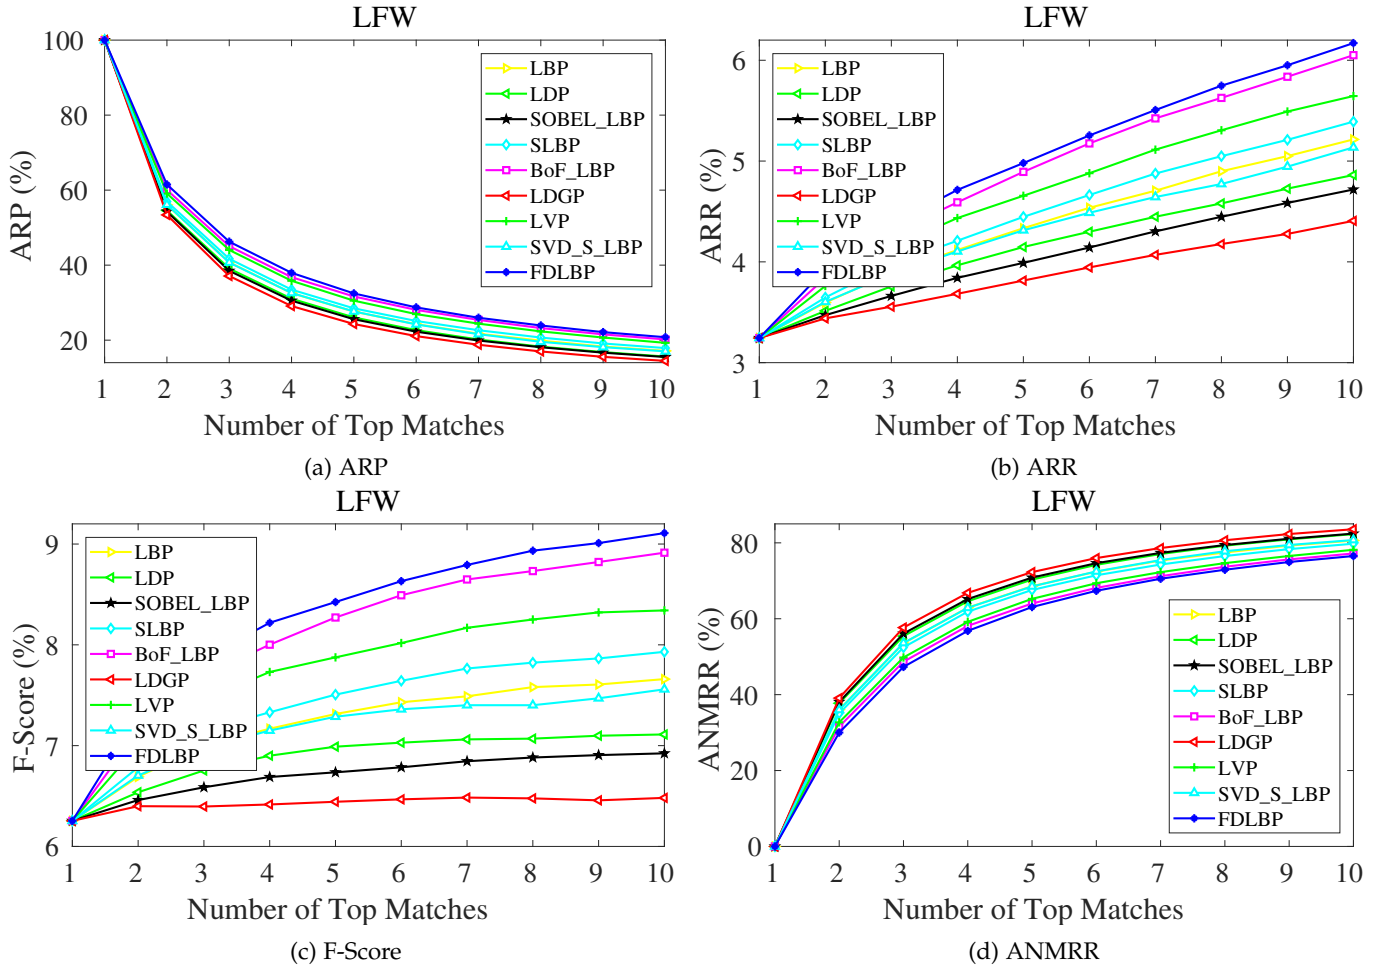 LFW
ARP (%)
100
80
60
40
20
1 2 3 4 5 6 7 8 9 10
LBP
LDP
SOBEL_LBP
SLBP
BoF_LBP
LDGP
LVP
SVD_S_LBP
FDLBP
Number of Top Matches
(a) ARP
LFW
ARR (%)
6
5
4
3
1 2 3 4 5 6 7 8 9 10
LBP
LDP
SOBEL_LBP
SLBP
BoF_LBP
LDGP
LVP
SVD_S_LBP
FDLBP
Number of Top Matches
(b) ARR
LFW
F-Score (%)
9
8
7
6
1 2 3 4 5 6 7 8 9 10
LBP
LDP
SOBEL_LBP
SLBP
BoF_LBP
LDGP
LVP
SVD_S_LBP
FDLBP
Number of Top Matches
(c) F-Score
LFW
ANMRR (%)
80
60
40
20
0
1 2 3 4 5 6 7 8 9 10
LBP
LDP
SOBEL_LBP
SLBP
BoF_LBP
LDGP
LVP
SVD_S_LBP
FDLBP
Number of Top Matches
(d) ANMRR